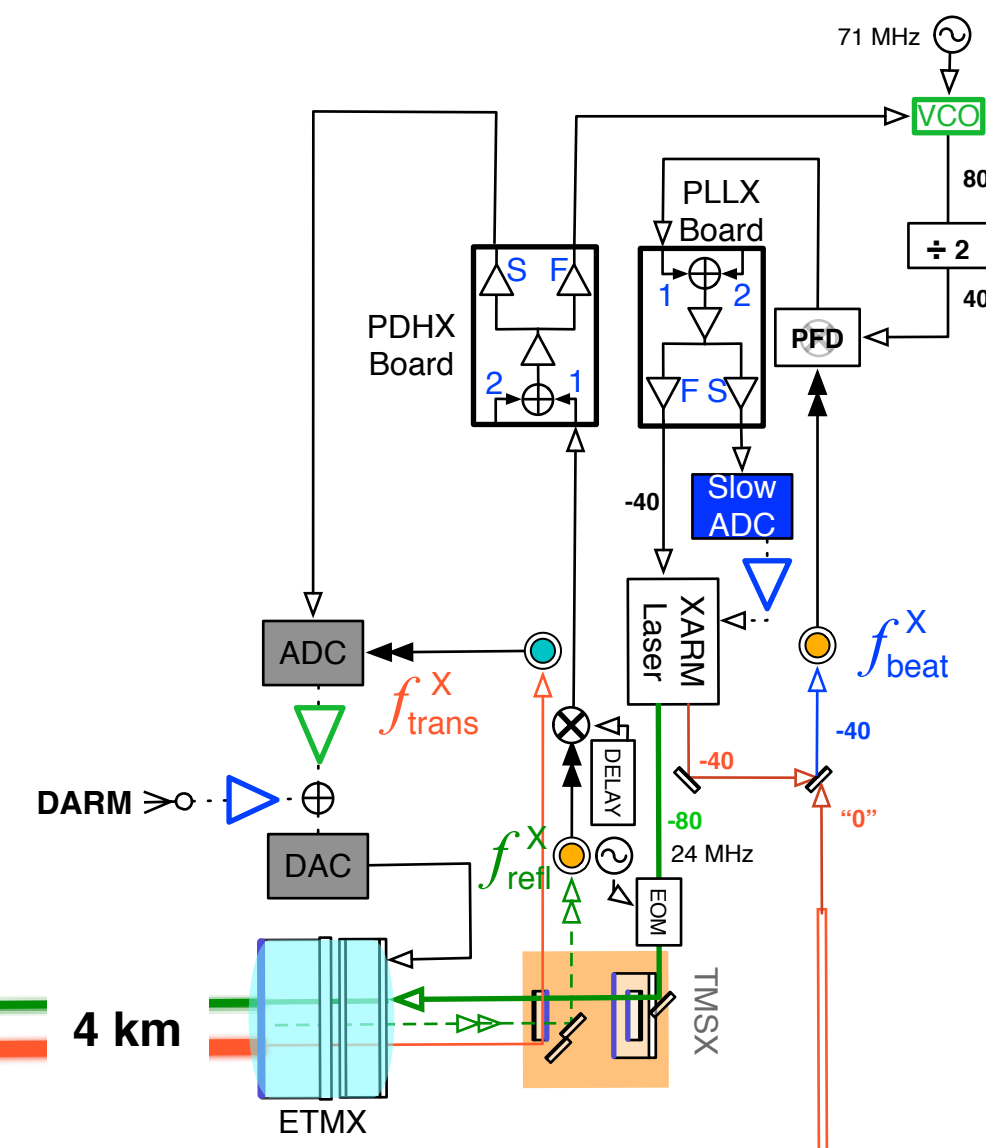 71 MHz
VCO
80
÷ 2
40
PLLX
Board
1
2
F S
S
F
PDHX
Board
2
1
PFD
-40
Slow
ADC
XARM
Laser
f X beat
-40
ADC
f X trans
-40
DELAY
"0"
DARM
-80
24 MHz
DAC
f X refl
EOM
TMSX
4 km
ETMX